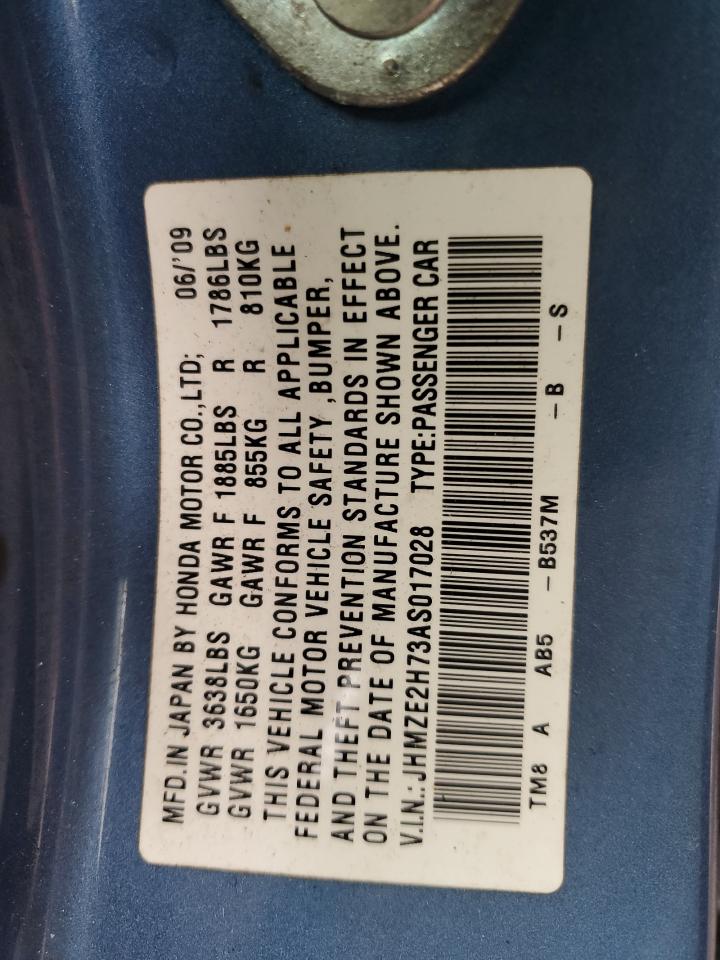 MFD.IN JAPAN BY HONDA MOTOR CO.,LTD; 06/'09
GVWR 3638LBS GAWR F 1885LBS R 1786LBS
GVWR 1650KG GAWR F 855KG R 810KG
THIS VEHICLE CONFORMS TO ALL APPLICABLE
FEDERAL MOTOR VEHICLE SAFETY ,BUMPER,
AND THEFT PREVENTION STANDARDS IN EFFECT
ON THE DATE OF MANUFACTURE SHOWN ABOVE.
V.I.N.: JHMZE2H73AS017028 TYPE:PASSENGER CAR
TM8 A AB5 -B537M -B -S